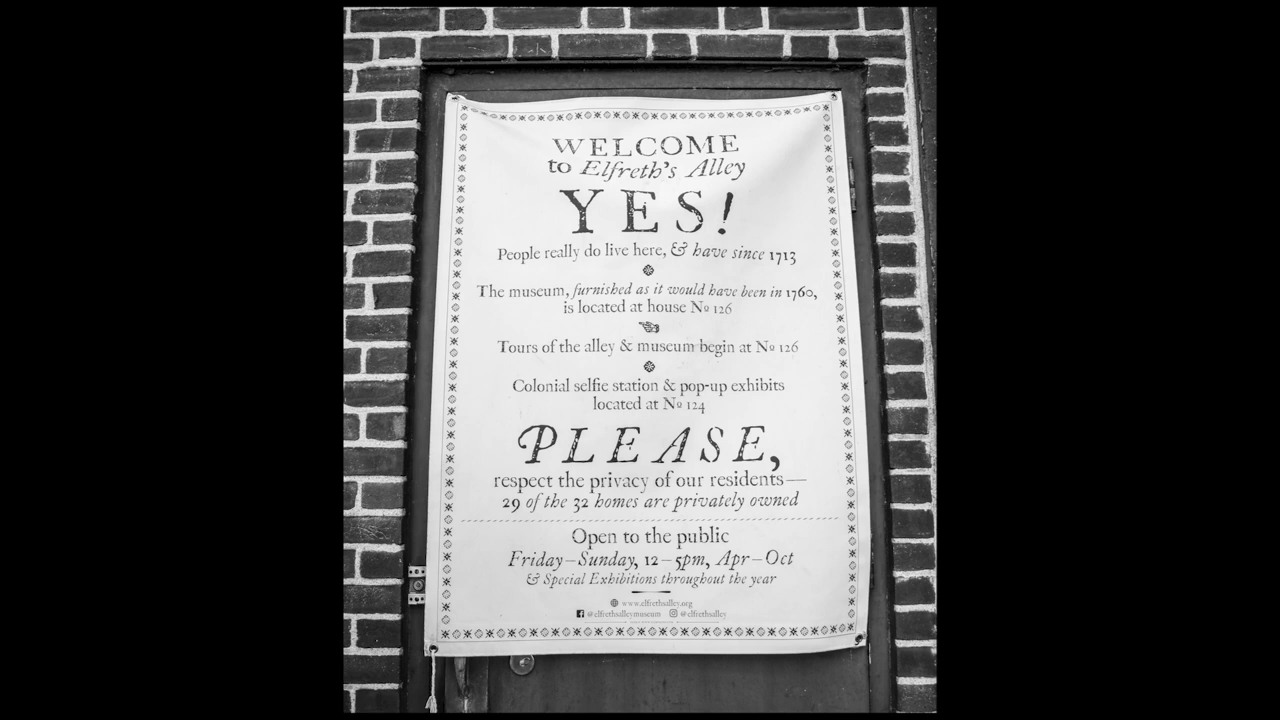 WELCOME
to Elfreth's Alley
YES!
People really do live here, & have since 1713
The museum, furnished as it would have been in 1760,
is located at house No 126
Tours of the alley & museum begin at No 126
Colonial selfie station & pop-up exhibits
located at No 124
PLEASE,
respect the privacy of our residents—
29 of the 32 homes are privately owned
Open to the public
Friday–Sunday, 12–5pm, Apr–Oct
& Special Exhibitions throughout the year
www.elfrethsalley.org
@elfrethsalleymuseum @elfrethsalley